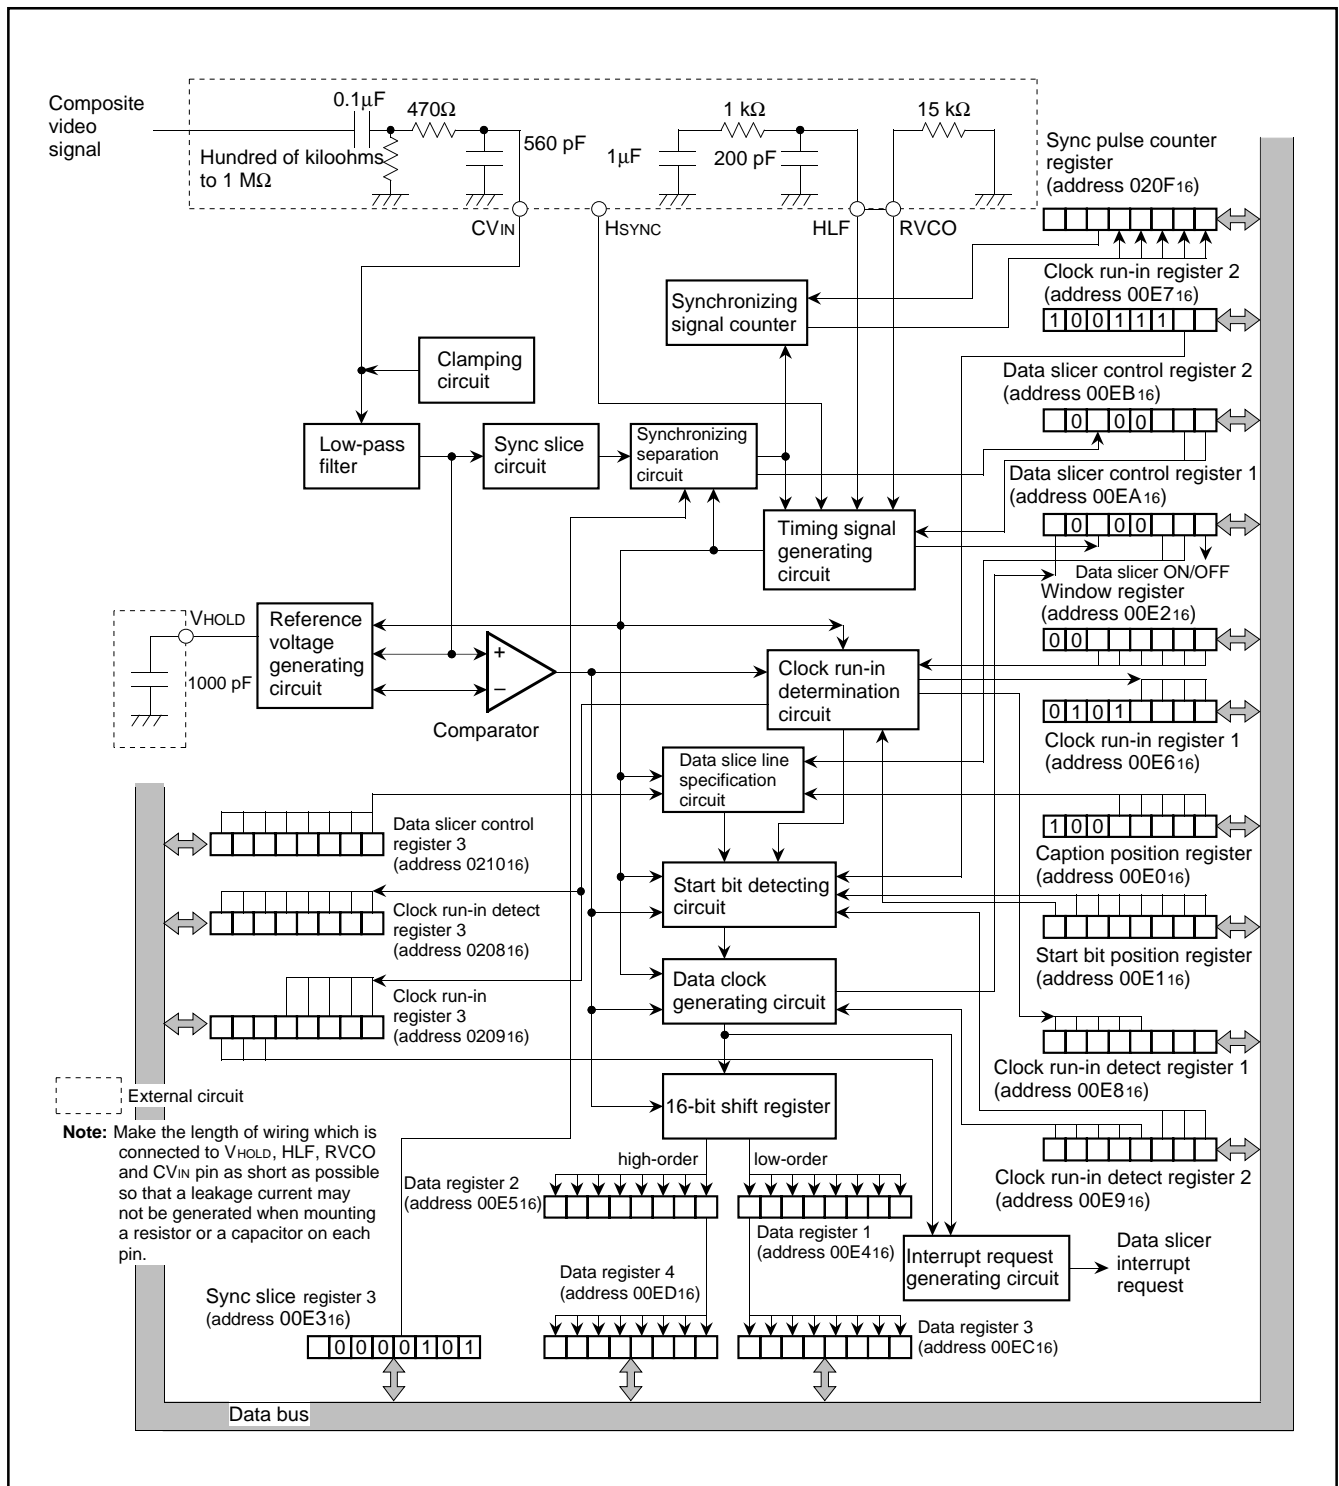 Composite
video
signal
0.1µF
470Ω
560 pF
Hundred of kiloohms
to 1 MΩ
1µF
1 kΩ
200 pF
15 kΩ
CVIN
HSYNC
HLF
RVCO
Sync pulse counter
register
(address 020F16)
Clock run-in register 2
(address 00E716)
1 0 0 1 1 1
Synchronizing
signal counter
Clamping
circuit
Data slicer control register 2
(address 00EB16)
0 0 0
Low-pass
filter
Sync slice
circuit
Synchronizing
separation
circuit
Data slicer control register 1
(address 00EA16)
0 0 0
Timing signal
generating
circuit
Data slicer ON/OFF
Window register
(address 00E216)
0 0
VHOLD
1000 pF
Reference
voltage
generating
circuit
+
–
Comparator
Clock run-in
determination
circuit
0 1 0 1
Clock run-in register 1
(address 00E616)
Data slice line
specification
circuit
1 0 0
Caption position register
(address 00E016)
Data slicer control
register 3
(address 021016)
Start bit detecting
circuit
Clock run-in detect
register 3
(address 020816)
Start bit position register
(address 00E116)
Data clock
generating circuit
Clock run-in
register 3
(address 020916)
Clock run-in detect register 1
(address 00E816)
External circuit
16-bit shift register
Note: Make the length of wiring which is
connected to VHOLD, HLF, RVCO
and CVIN pin as short as possible
so that a leakage current may
not be generated when mounting
a resistor or a capacitor on each
pin.
high-order
low-order
Clock run-in detect register 2
(address 00E916)
Data register 2
(address 00E516)
Data register 1
(address 00E416)
Interrupt request
generating circuit
Data slicer
interrupt
request
Data register 4
(address 00ED16)
Sync slice register 3
(address 00E316)
0 0 0 0 1 0 1
Data register 3
(address 00EC16)
Data bus